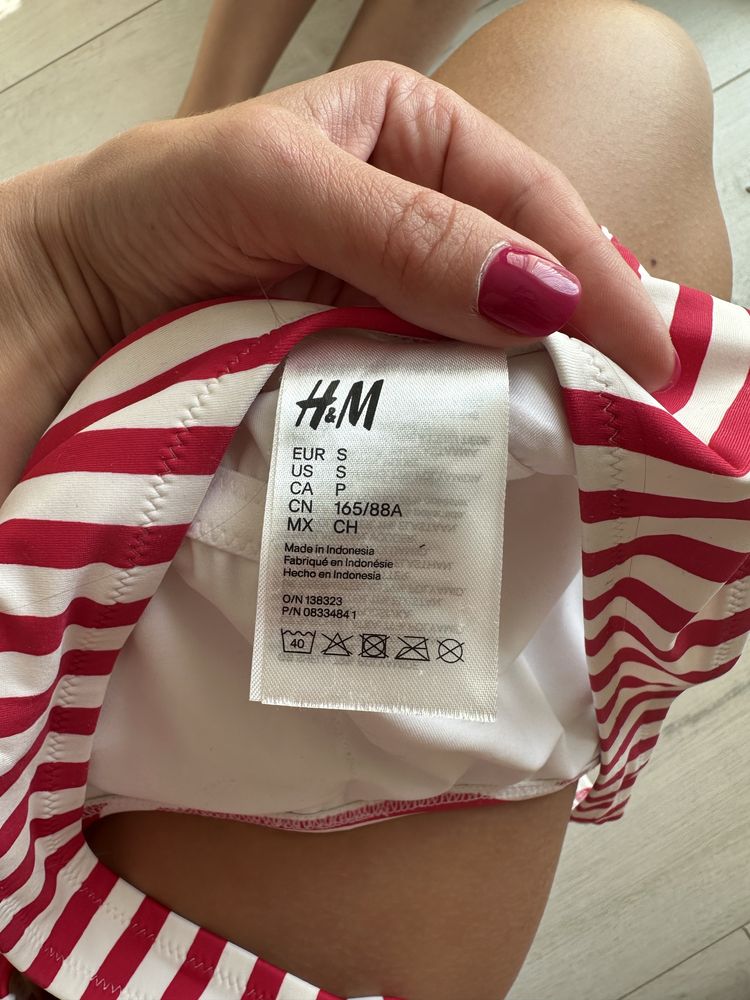 H&M
EUR S
US S
CA P
CN 165/88A
MX CH
Made in Indonesia
Fabriqué en Indonésie
Hecho en Indonesia
O/N 138323
P/N 08334841
40